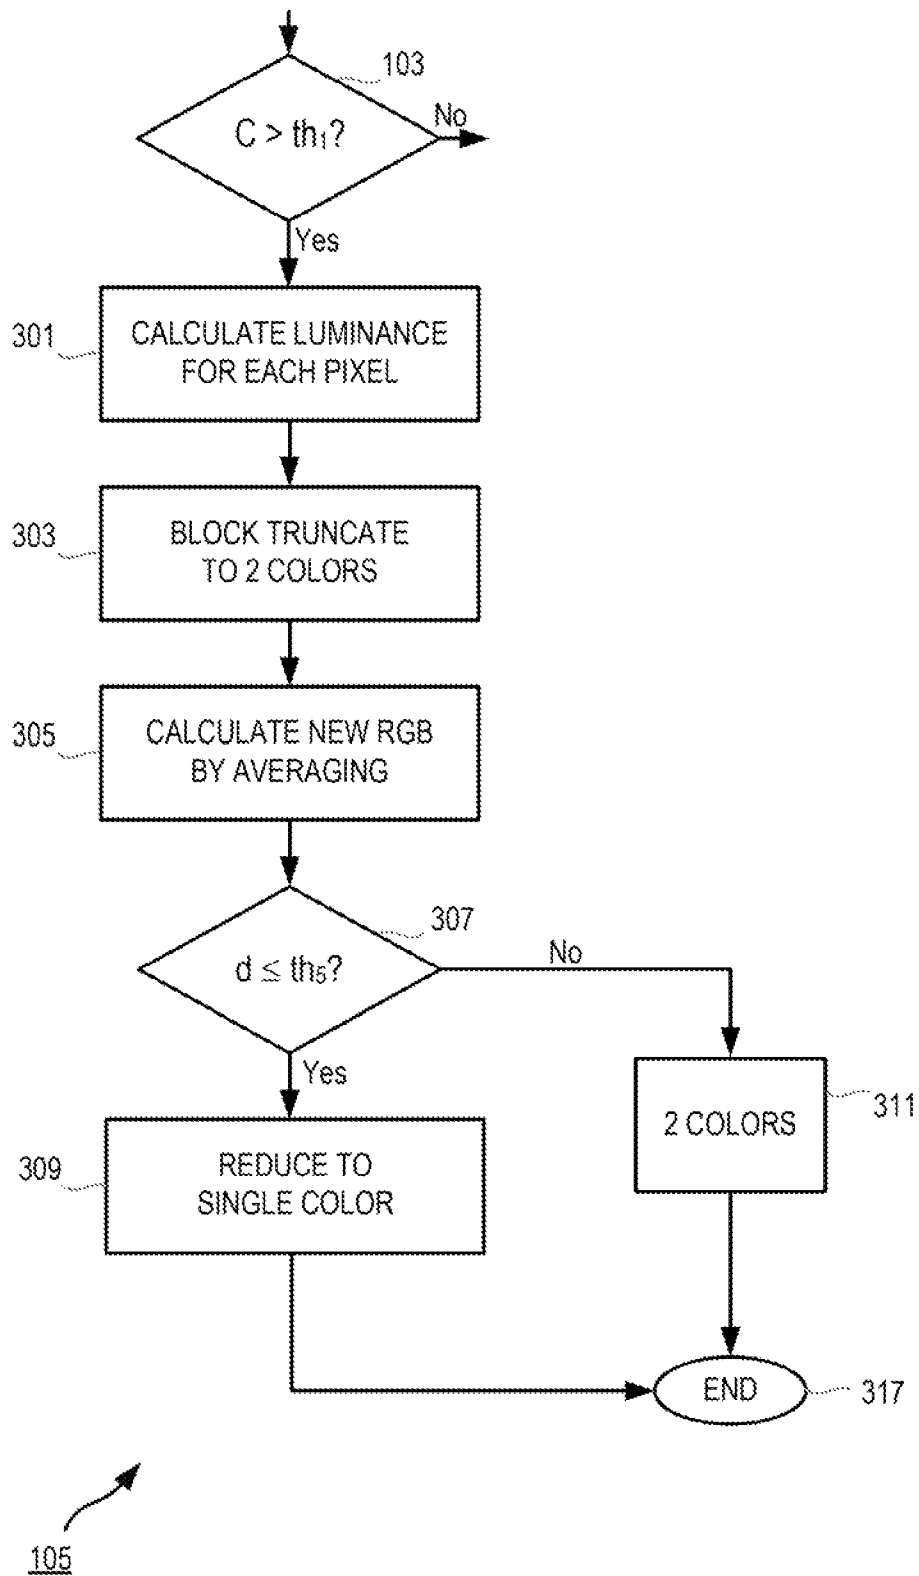 103
C > th₁?
No
Yes
301
CALCULATE LUMINANCE
FOR EACH PIXEL
303
BLOCK TRUNCATE
TO 2 COLORS
305
CALCULATE NEW RGB
BY AVERAGING
307
d ≤ th₅?
No
Yes
2 COLORS
311
309
REDUCE TO
SINGLE COLOR
END
317
105